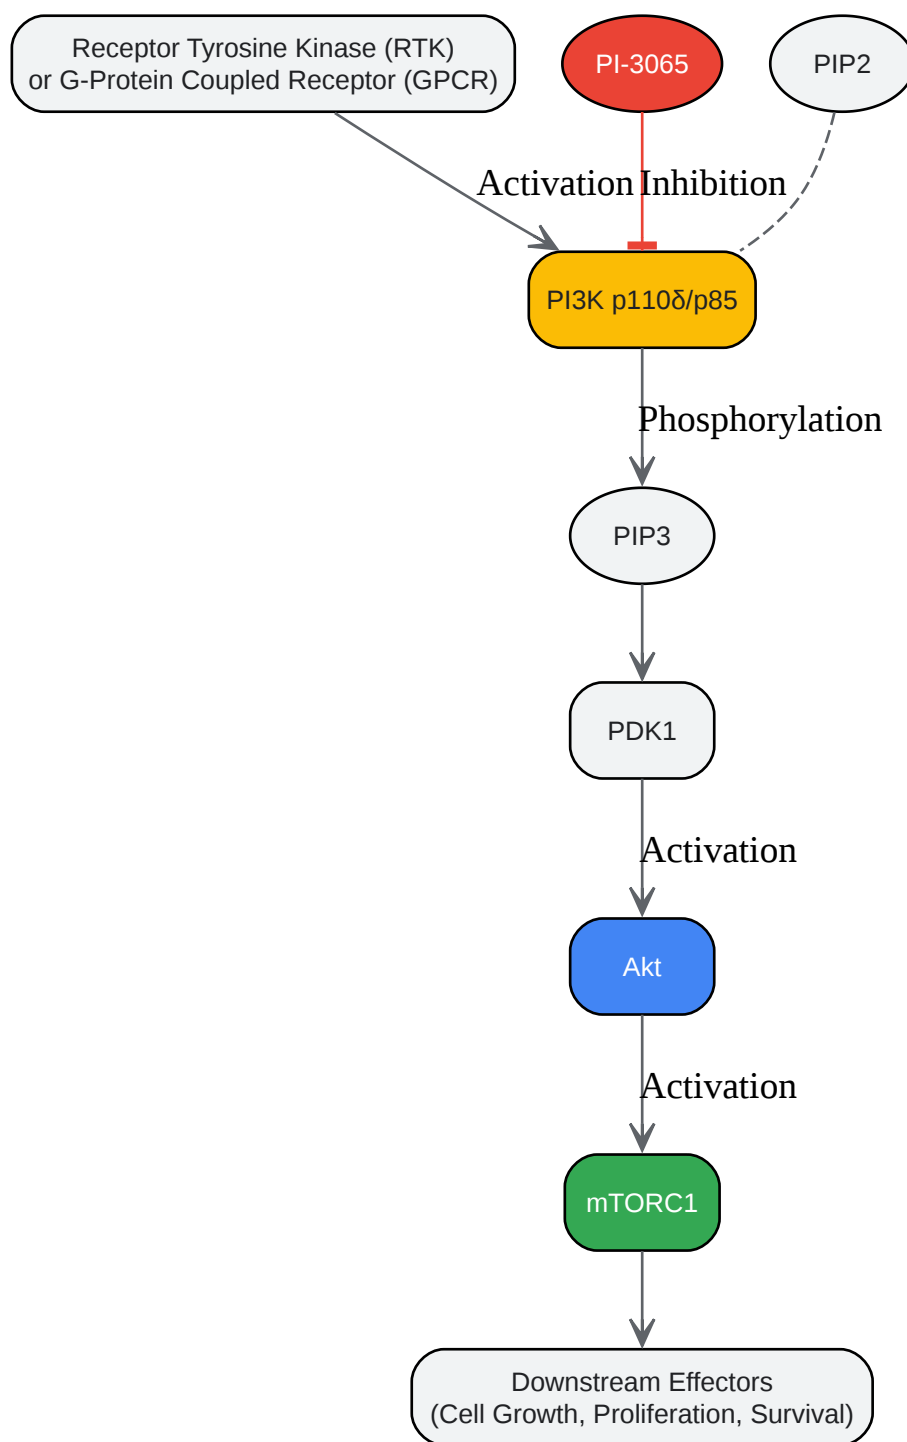 Receptor Tyrosine Kinase (RTK)
or G-Protein Coupled Receptor (GPCR)
PI-3065
PIP2
Activation
Inhibition
PI3K p110δ/p85
Phosphorylation
PIP3
PDK1
Activation
Akt
Activation
mTORC1
Downstream Effectors
(Cell Growth, Proliferation, Survival)